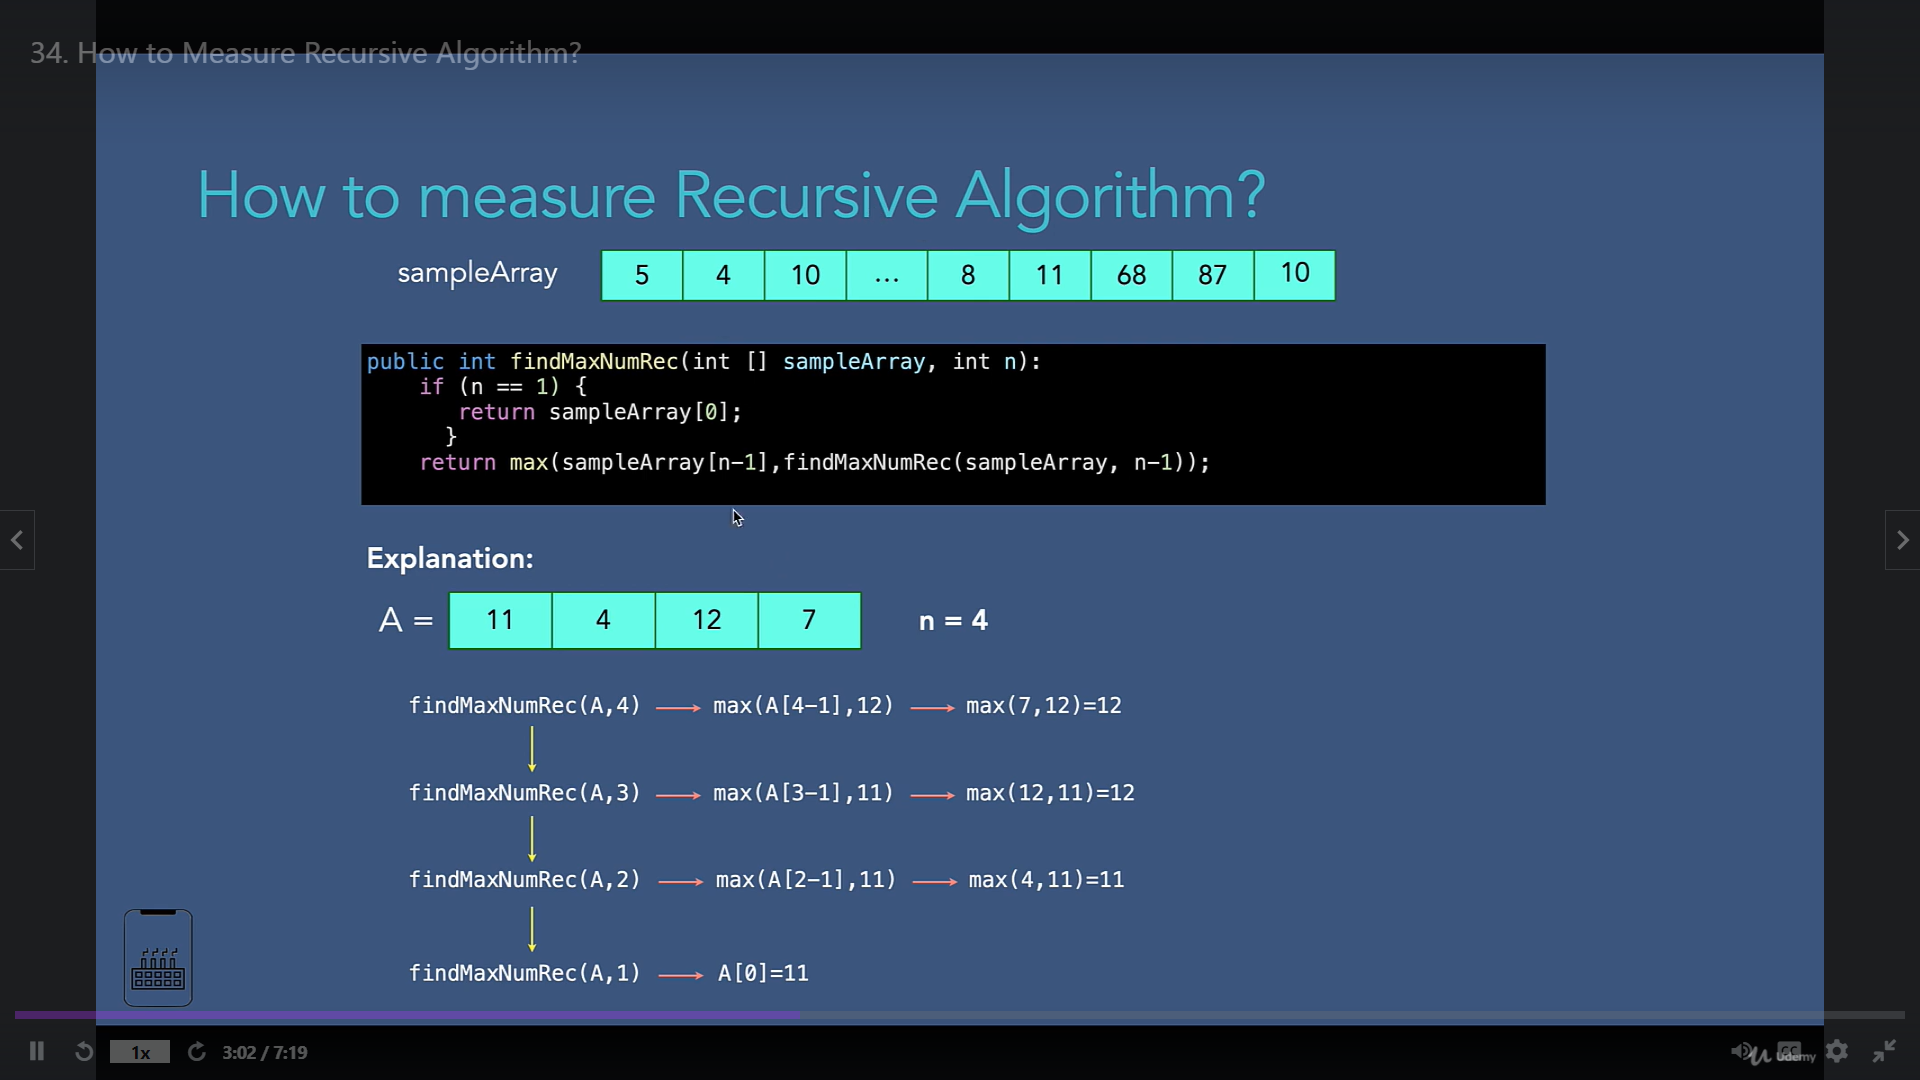 34. How to Measure Recursive Algorithm?
How to measure Recursive Algorithm?
sampleArray 5 4 10 ... 8 11 68 87 10
public int findMaxNumRec(int [] sampleArray, int n):
if (n == 1) {
return sampleArray[0];
}
return max(sampleArray[n-1],findMaxNumRec(sampleArray, n-1));
Explanation:
A = 11 4 12 7 n = 4
findMaxNumRec(A,4) max(A[4-1],12) max(7,12)=12
findMaxNumRec(A,3) max(A[3-1],11) max(12,11)=12
findMaxNumRec(A,2) max(A[2-1],11) max(4,11)=11
findMaxNumRec(A,1) A[0]=11
1x 3:02 / 7:19 CC Udemy